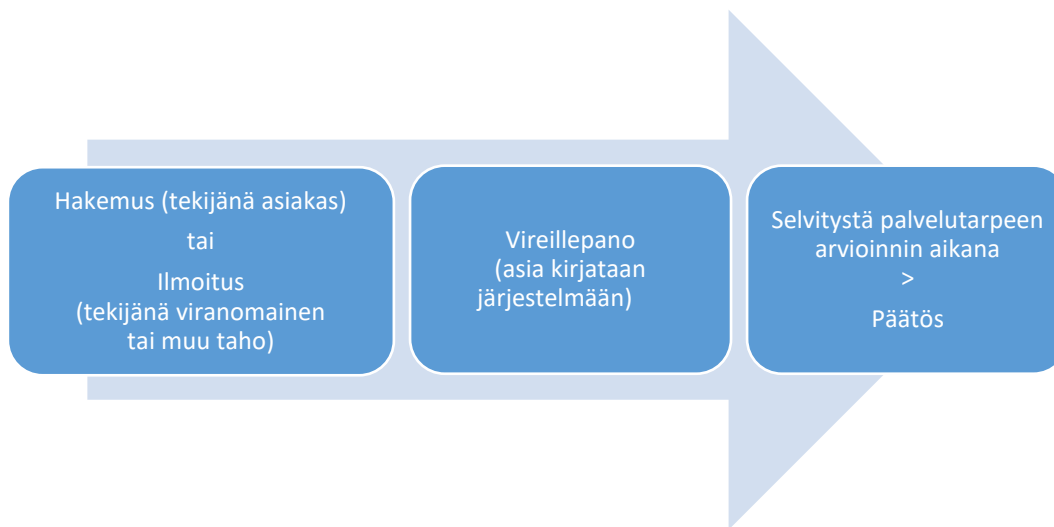 Hakemus (tekijänä asiakas)
tai
Ilmoitus
(tekijänä viranomainen
tai muu taho)
Vireillepano
(asia kirjataan
järjestelmään)
Selvitystä palvelutarpeen
arvioinnin aikana
>
Päätös